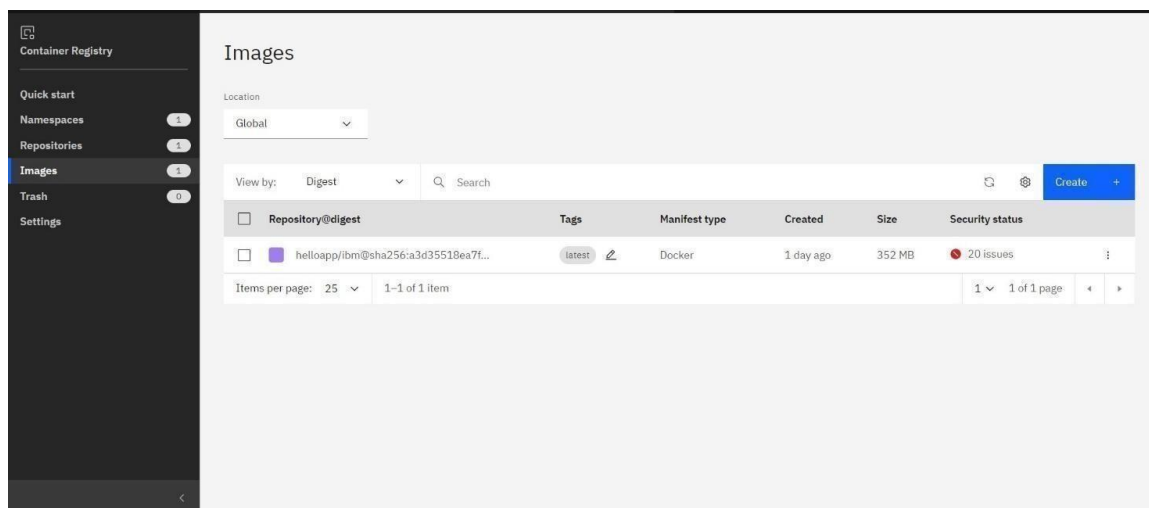 Container Registry
Quick start
Namespaces 1
Repositories 1
Images 1
Trash 0
Settings
Images
Location
Global
View by: Digest Search Create +
Repository@digest Tags Manifest type Created Size Security status
helloapp/ibm@sha256:a3d35518ea7f... latest Docker 1 day ago 352 MB 20 issues
Items per page: 25 1–1 of 1 item 1 1 of 1 page